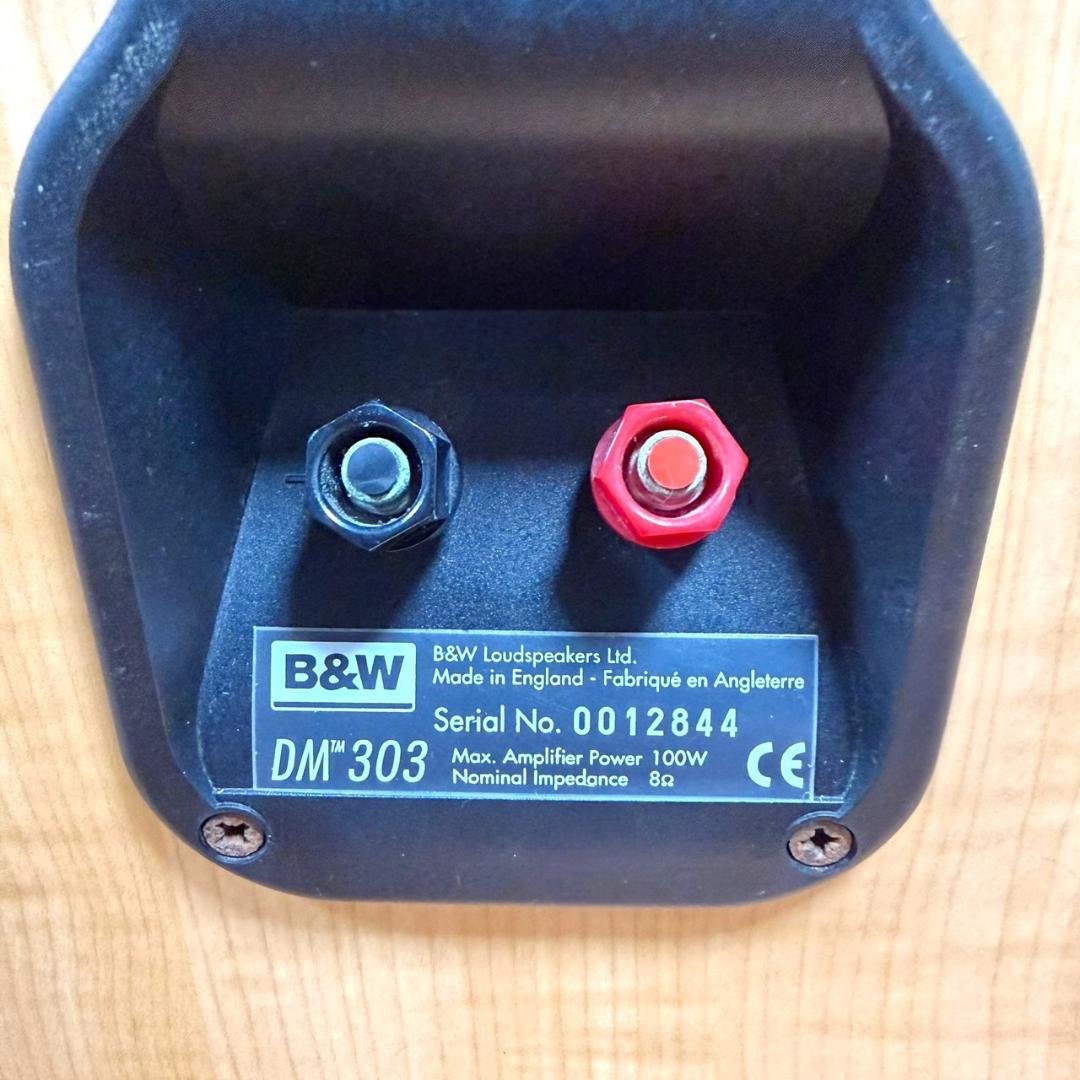 B&W
B&W Loudspeakers Ltd.
Made in England - Fabriqué en Angleterre
Serial No. 0012844
DM™ 303
Max. Amplifier Power 100W
Nominal Impedance 8Ω
CE